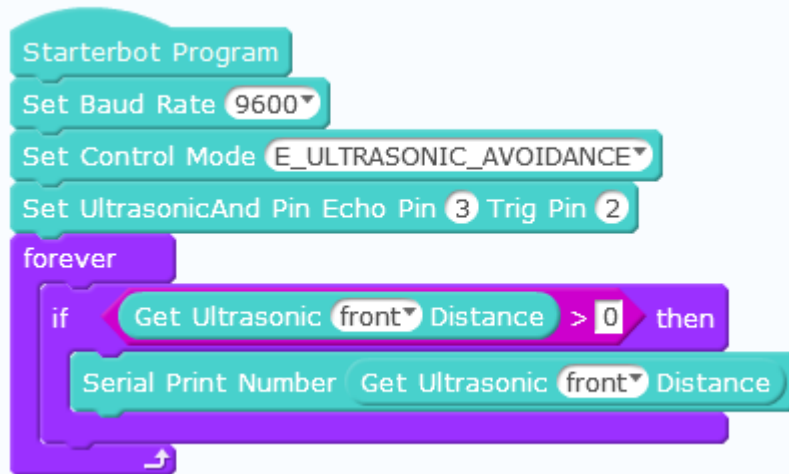 Starterbot Program
Set Baud Rate 9600
Set Control Mode E_ULTRASONIC_AVOIDANCE
Set UltrasonicAnd Pin Echo Pin 3 Trig Pin 2
forever
if Get Ultrasonic front Distance > 0 then
Serial Print Number Get Ultrasonic front Distance